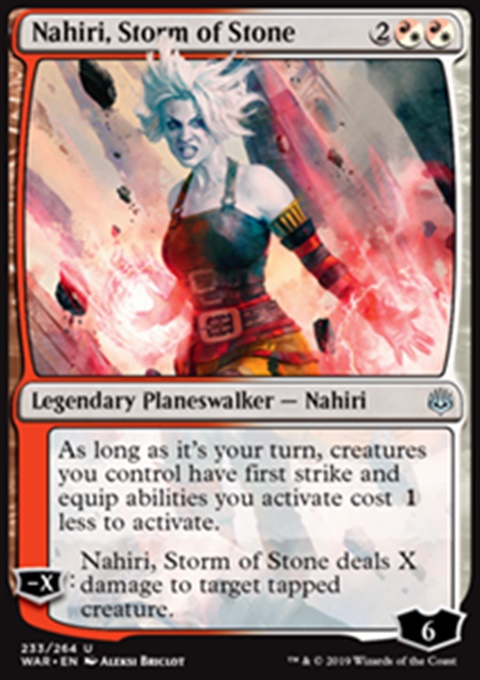 Nahiri, Storm of Stone 2
Legendary Planeswalker — Nahiri
As long as it's your turn, creatures
you control have first strike and
equip abilities you activate cost 1
less to activate.
-X: Nahiri, Storm of Stone deals X
damage to target tapped
creature.
6
233/264 U
WAR • EN Aleksi Briclot
™ & © 2019 Wizards of the Coast